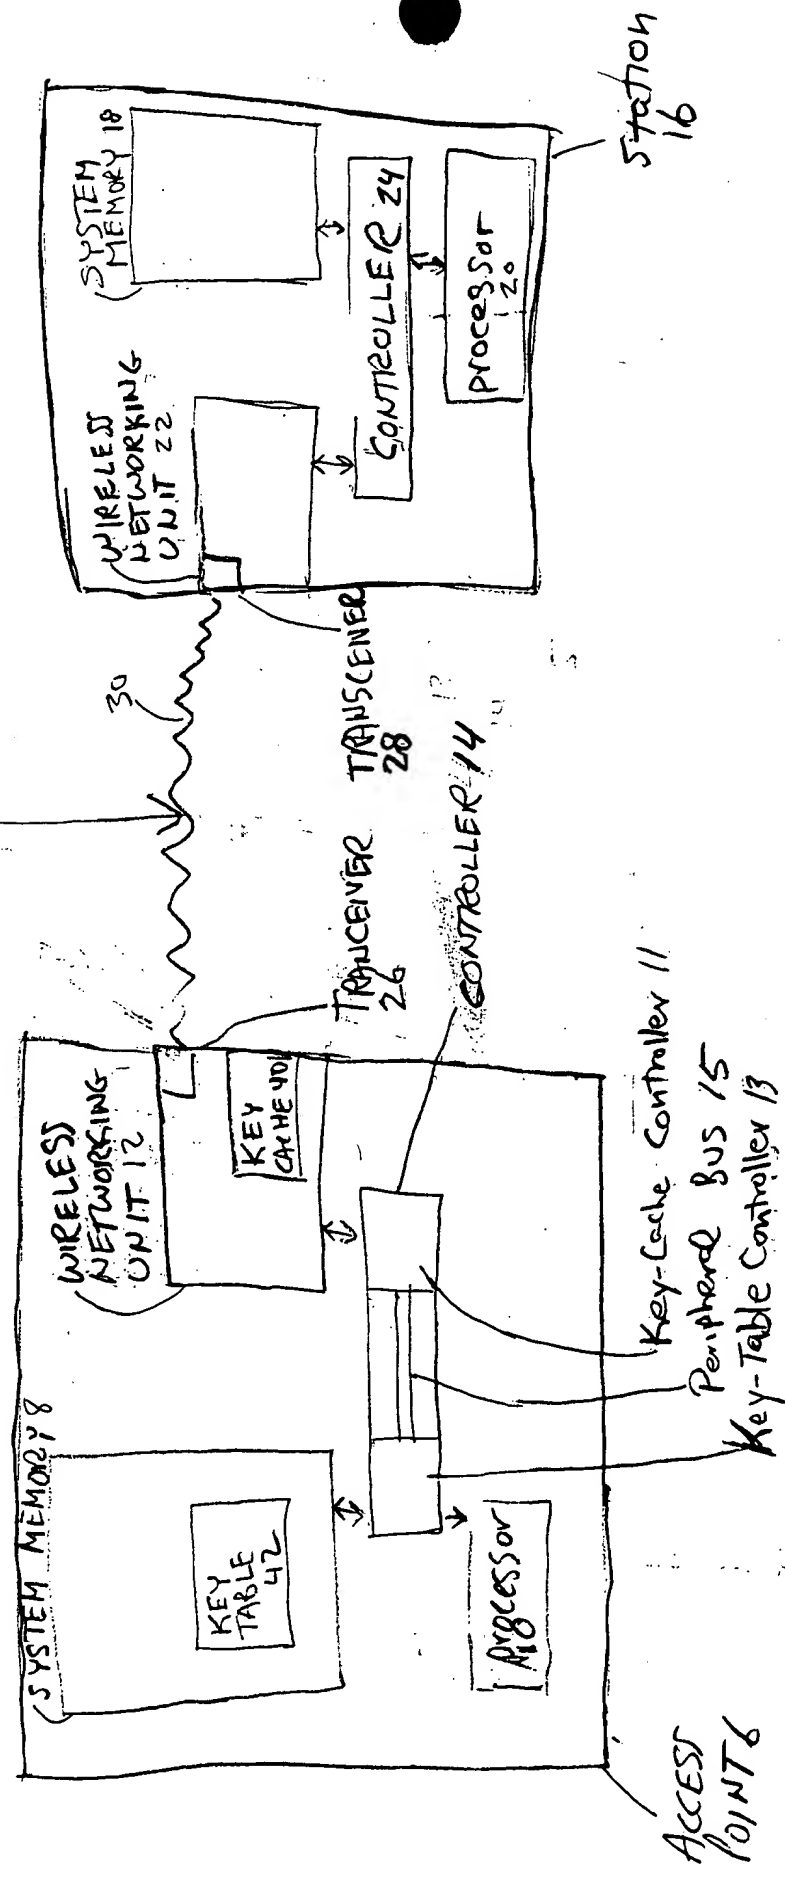 SYSTEM MEMORY 8
KEY
TABLE
42
Processor
10
WIRELESS
NETWORKING
UNIT 12
KEY
CACHE 40
TRANCEIVER
26
CONTROLLER 14
Key-Cache Controller 11
Peripheral BUS 15
Key-Table Controller 13
ACCESS
POINT 6
30
WIRELESS
NETWORKING
UNIT 22
TRANSCEIVER
28
SYSTEM
MEMORY 18
CONTROLLER 24
processor
20
Station
16